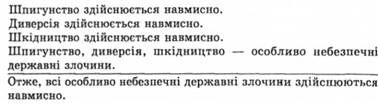 Шпигунство здійснюється навмисно.
Диверсія здійснюється навмисно.
Шкідництво здійснюється навмисно.
Шпигунство, диверсія, шкідництво — особливо небезпечні
державні злочини.
Отже, всі особливо небезпечні державні злочини здійснюються
навмисно.